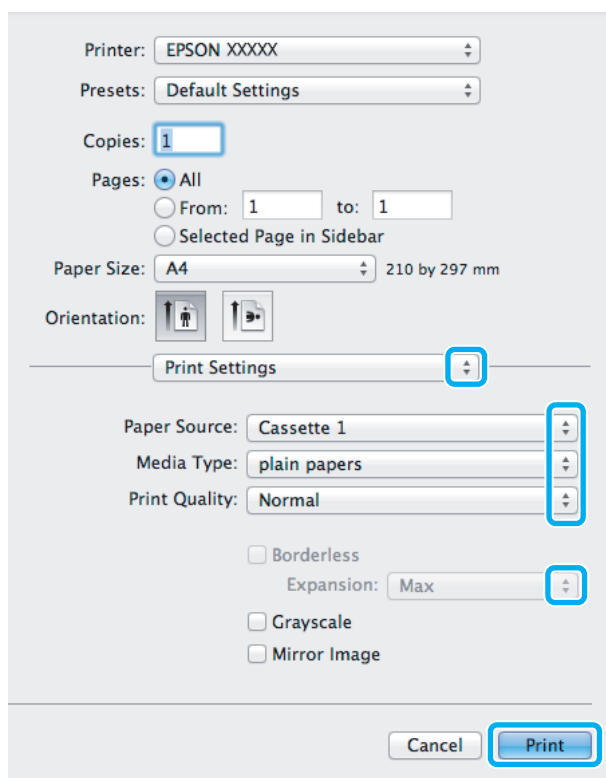 Printer: EPSON XXXXX
Presets: Default Settings
Copies: 1
Pages: All
From: 1 to: 1
Selected Page in Sidebar
Paper Size: A4 210 by 297 mm
Orientation:
Print Settings
Paper Source: Cassette 1
Media Type: plain papers
Print Quality: Normal
Borderless
Expansion: Max
Grayscale
Mirror Image
Cancel Print